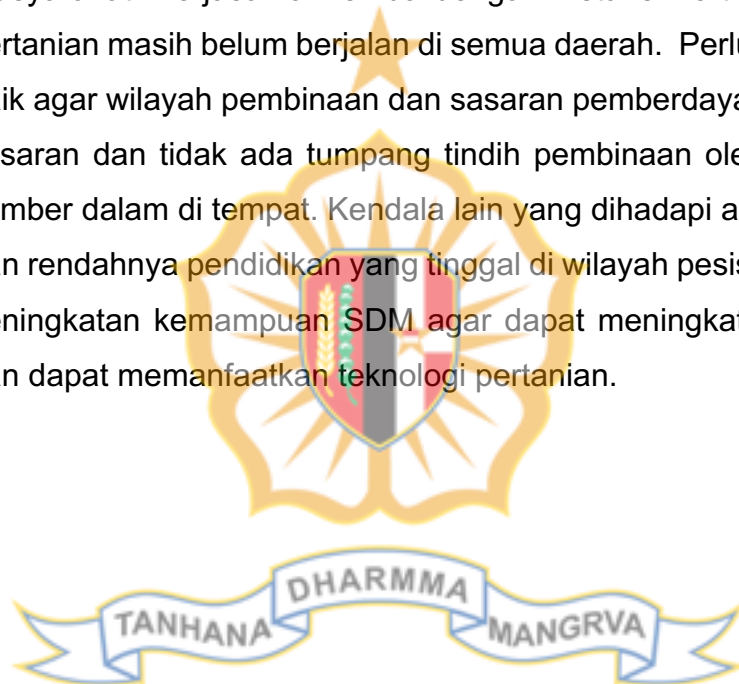 ertanian masih belum berjalan di semua daerah. Perlu
ik agar wilayah pembinaan dan sasaran pemberdaya
saran dan tidak ada tumpang tindih pembinaan ole
mber dalam di tempat. Kendala lain yang dihadapi a
n rendahnya pendidikan yang tinggal di wilayah pesis
eningkatan kemampuan SDM agar dapat meningkat
an dapat memanfaatkan teknologi pertanian.
TANHANA DHARMMA MANGRVA